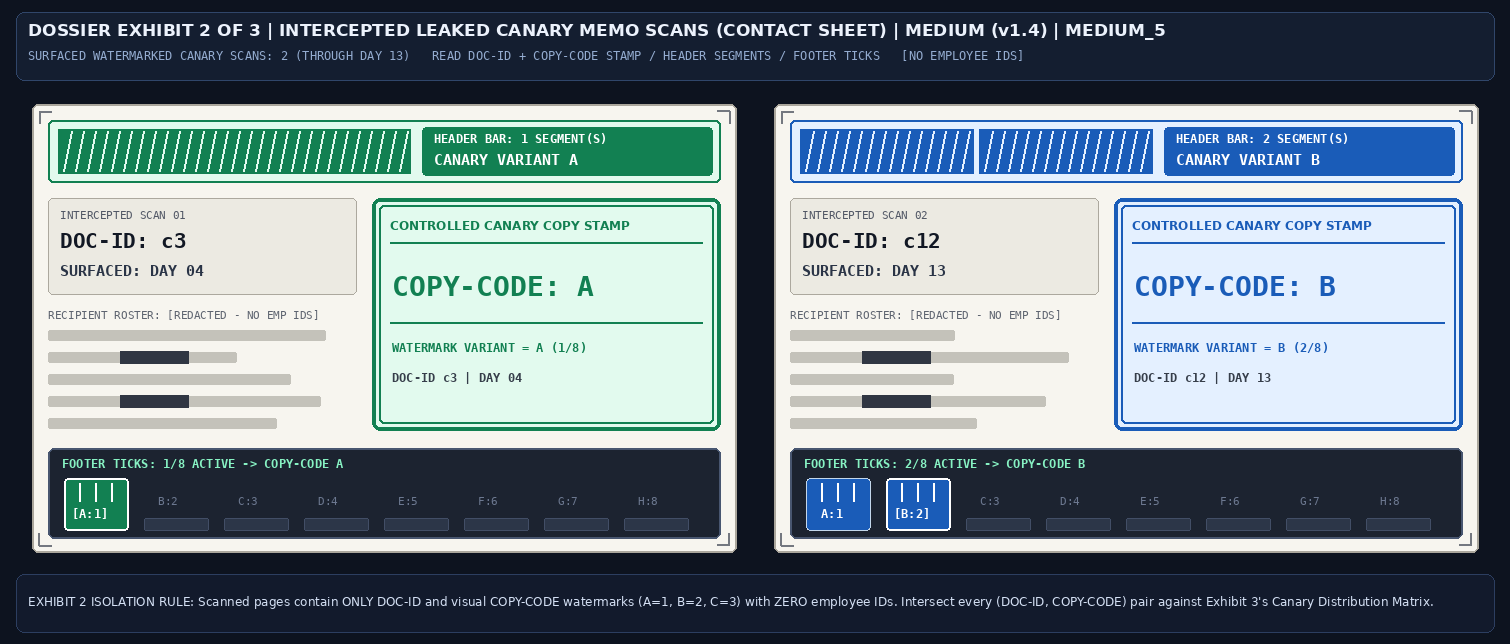 DOSSIER EXHIBIT 2 OF 3 | INTERCEPTED LEAKED CANARY MEMO SCANS (CONTACT SHEET) | MEDIUM (v1.4) | MEDIUM_5
SURFACED WATERMARKED CANARY SCANS: 2 (THROUGH DAY 13) READ DOC-ID + COPY-CODE STAMP / HEADER SEGMENTS / FOOTER TICKS [NO EMPLOYEE IDS]
HEADER BAR: 1 SEGMENT(S)
CANARY VARIANT A
INTERCEPTED SCAN 01
DOC-ID: c3
SURFACED: DAY 04
RECIPIENT ROSTER: [REDACTED - NO EMP IDS]
CONTROLLED CANARY COPY STAMP
COPY-CODE: A
WATERMARK VARIANT = A (1/8)
DOC-ID c3 | DAY 04
FOOTER TICKS: 1/8 ACTIVE -> COPY-CODE A
[A:1] B:2 C:3 D:4 E:5 F:6 G:7 H:8
HEADER BAR: 2 SEGMENT(S)
CANARY VARIANT B
INTERCEPTED SCAN 02
DOC-ID: c12
SURFACED: DAY 13
RECIPIENT ROSTER: [REDACTED - NO EMP IDS]
CONTROLLED CANARY COPY STAMP
COPY-CODE: B
WATERMARK VARIANT = B (2/8)
DOC-ID c12 | DAY 13
FOOTER TICKS: 2/8 ACTIVE -> COPY-CODE B
A:1 [B:2] C:3 D:4 E:5 F:6 G:7 H:8
EXHIBIT 2 ISOLATION RULE: Scanned pages contain ONLY DOC-ID and visual COPY-CODE watermarks (A=1, B=2, C=3) with ZERO employee IDs. Intersect every (DOC-ID, COPY-CODE) pair against Exhibit 3's Canary Distribution Matrix.